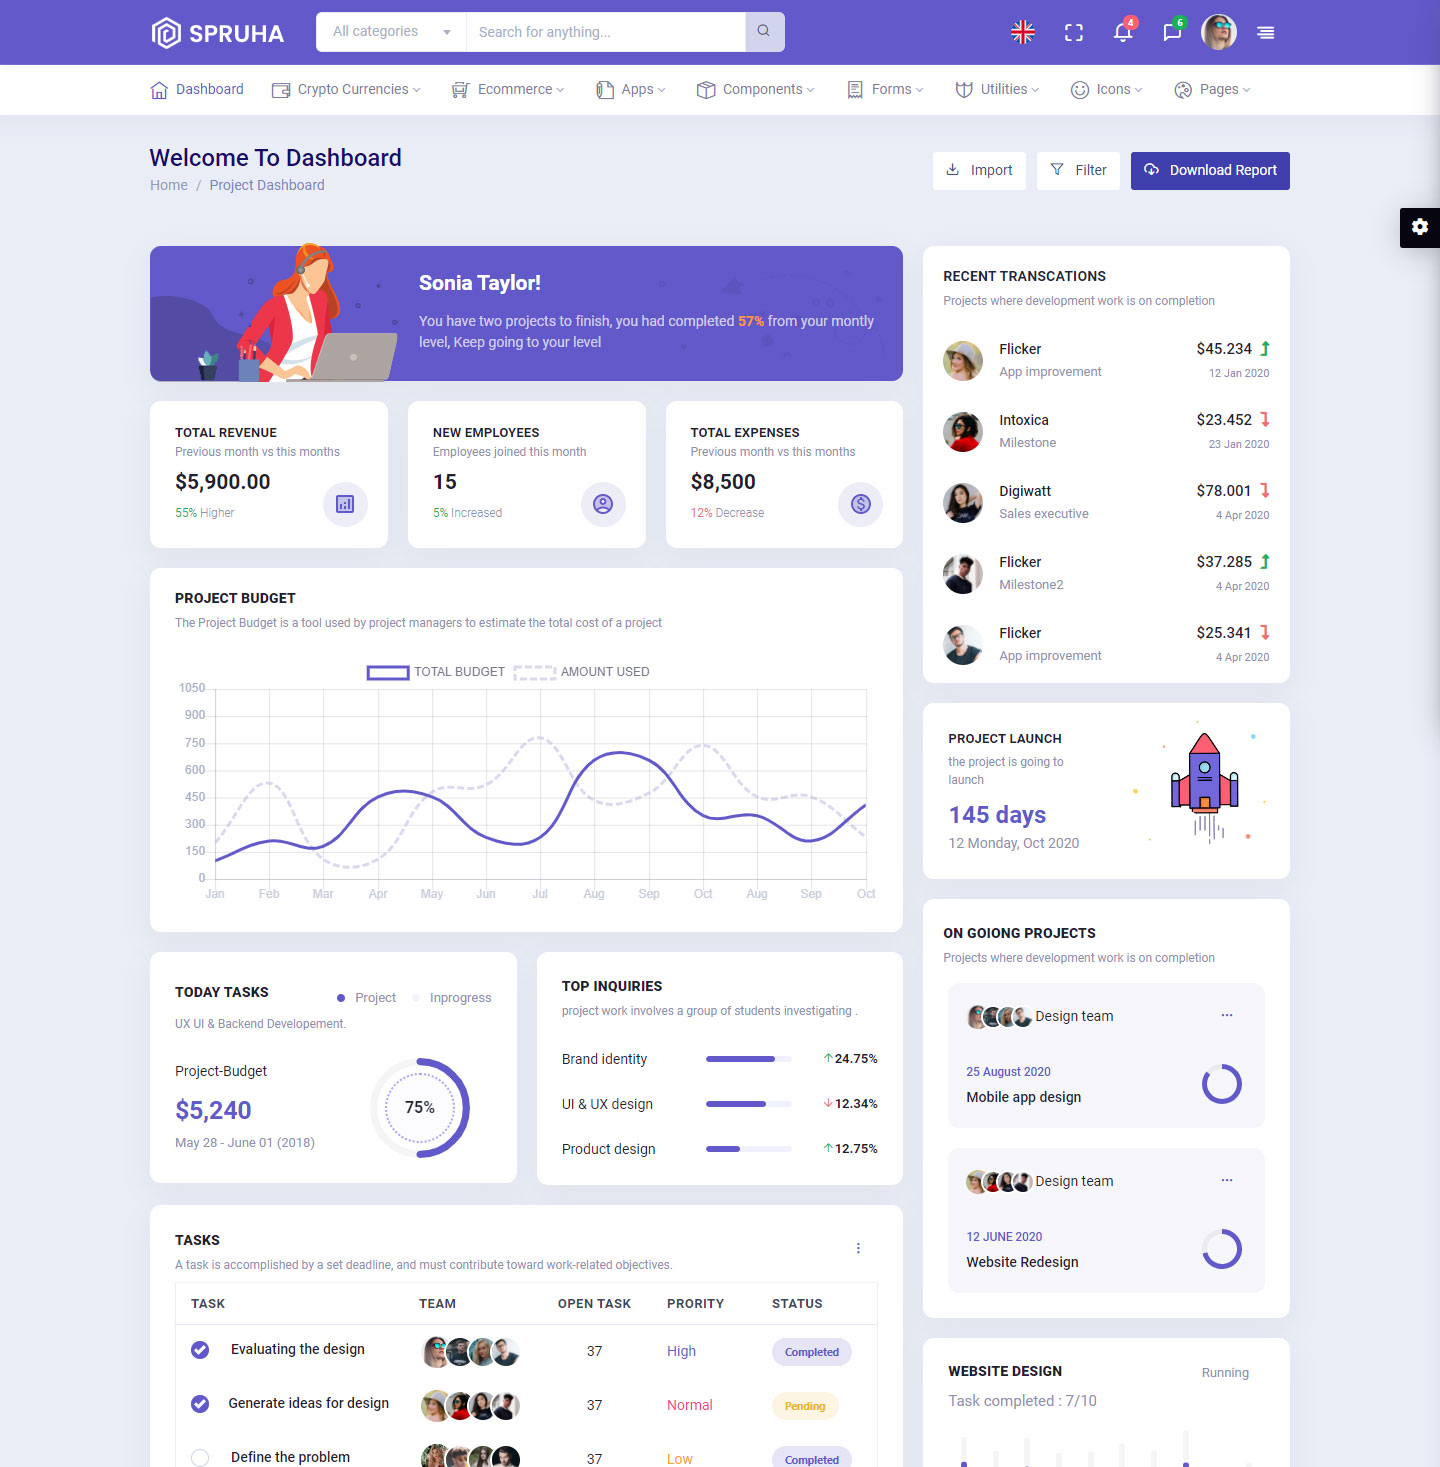 SPRUHA
All categories
Search for anything...
4
6
Dashboard
Crypto Currencies
Ecommerce
Apps
Components
Forms
Utilities
Icons
Pages
Welcome To Dashboard
Home / Project Dashboard
Import
Filter
Download Report
Sonia Taylor!
You have two projects to finish, you had completed 57% from your montly
level, Keep going to your level
TOTAL REVENUE
Previous month vs this months
$5,900.00
55% Higher
NEW EMPLOYEES
Employees joined this month
15
5% Increased
TOTAL EXPENSES
Previous month vs this months
$8,500
12% Decrease
PROJECT BUDGET
The Project Budget is a tool used by project managers to estimate the total cost of a project
TOTAL BUDGET
AMOUNT USED
1050
900
750
600
450
300
150
0
Jan Feb Mar Apr May Jun Jul Aug Sep Oct Aug Sep Oct
TODAY TASKS
Project
Inprogress
UX UI & Backend Developement.
Project-Budget
$5,240
May 28 - June 01 (2018)
75%
TOP INQUIRIES
project work involves a group of students investigating .
Brand identity
24.75%
UI & UX design
12.34%
Product design
12.75%
TASKS
A task is accomplished by a set deadline, and must contribute toward work-related objectives.
TASK TEAM OPEN TASK PRORITY STATUS
Evaluating the design 37 High Completed
Generate ideas for design 37 Normal Pending
Define the problem 37 Low Completed
RECENT TRANSCATIONS
Projects where development work is on completion
Flicker $45.234
App improvement 12 Jan 2020
Intoxica $23.452
Milestone 23 Jan 2020
Digiwatt $78.001
Sales executive 4 Apr 2020
Flicker $37.285
Milestone2 4 Apr 2020
Flicker $25.341
App improvement 4 Apr 2020
PROJECT LAUNCH
the project is going to
launch
145 days
12 Monday, Oct 2020
ON GOIONG PROJECTS
Projects where development work is on completion
Design team
25 August 2020
Mobile app design
Design team
12 JUNE 2020
Website Redesign
WEBSITE DESIGN
Running
Task completed : 7/10